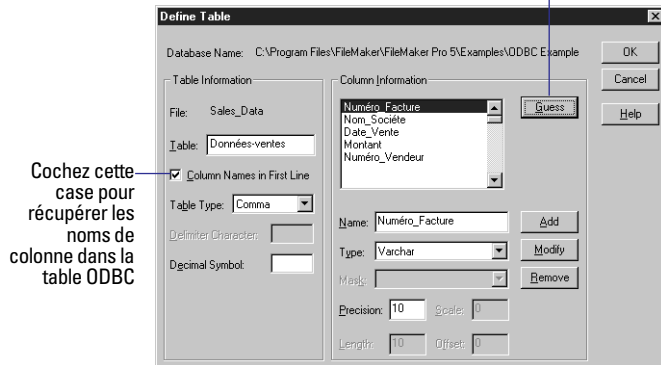 Define Table
Database Name: C:\Program Files\FileMaker\FileMaker Pro 5\Examples\ODBC Example
OK
Cancel
Help
Table Information
File: Sales_Data
Table: Données-ventes
Column Names in First Line
Table Type: Comma
Delimiter Character:
Decimal Symbol:
Column Information
Numéro_Facture
Nom_Sociéte
Date_Vente
Montant
Numéro_Vendeur
Guess
Name: Numéro_Facture
Add
Type: Varchar
Modify
Mask:
Remove
Precision: 10 Scale: 0
Length: 10 Offset: 0
Cochez cette
case pour
récupérer les
noms de
colonne dans la
table ODBC